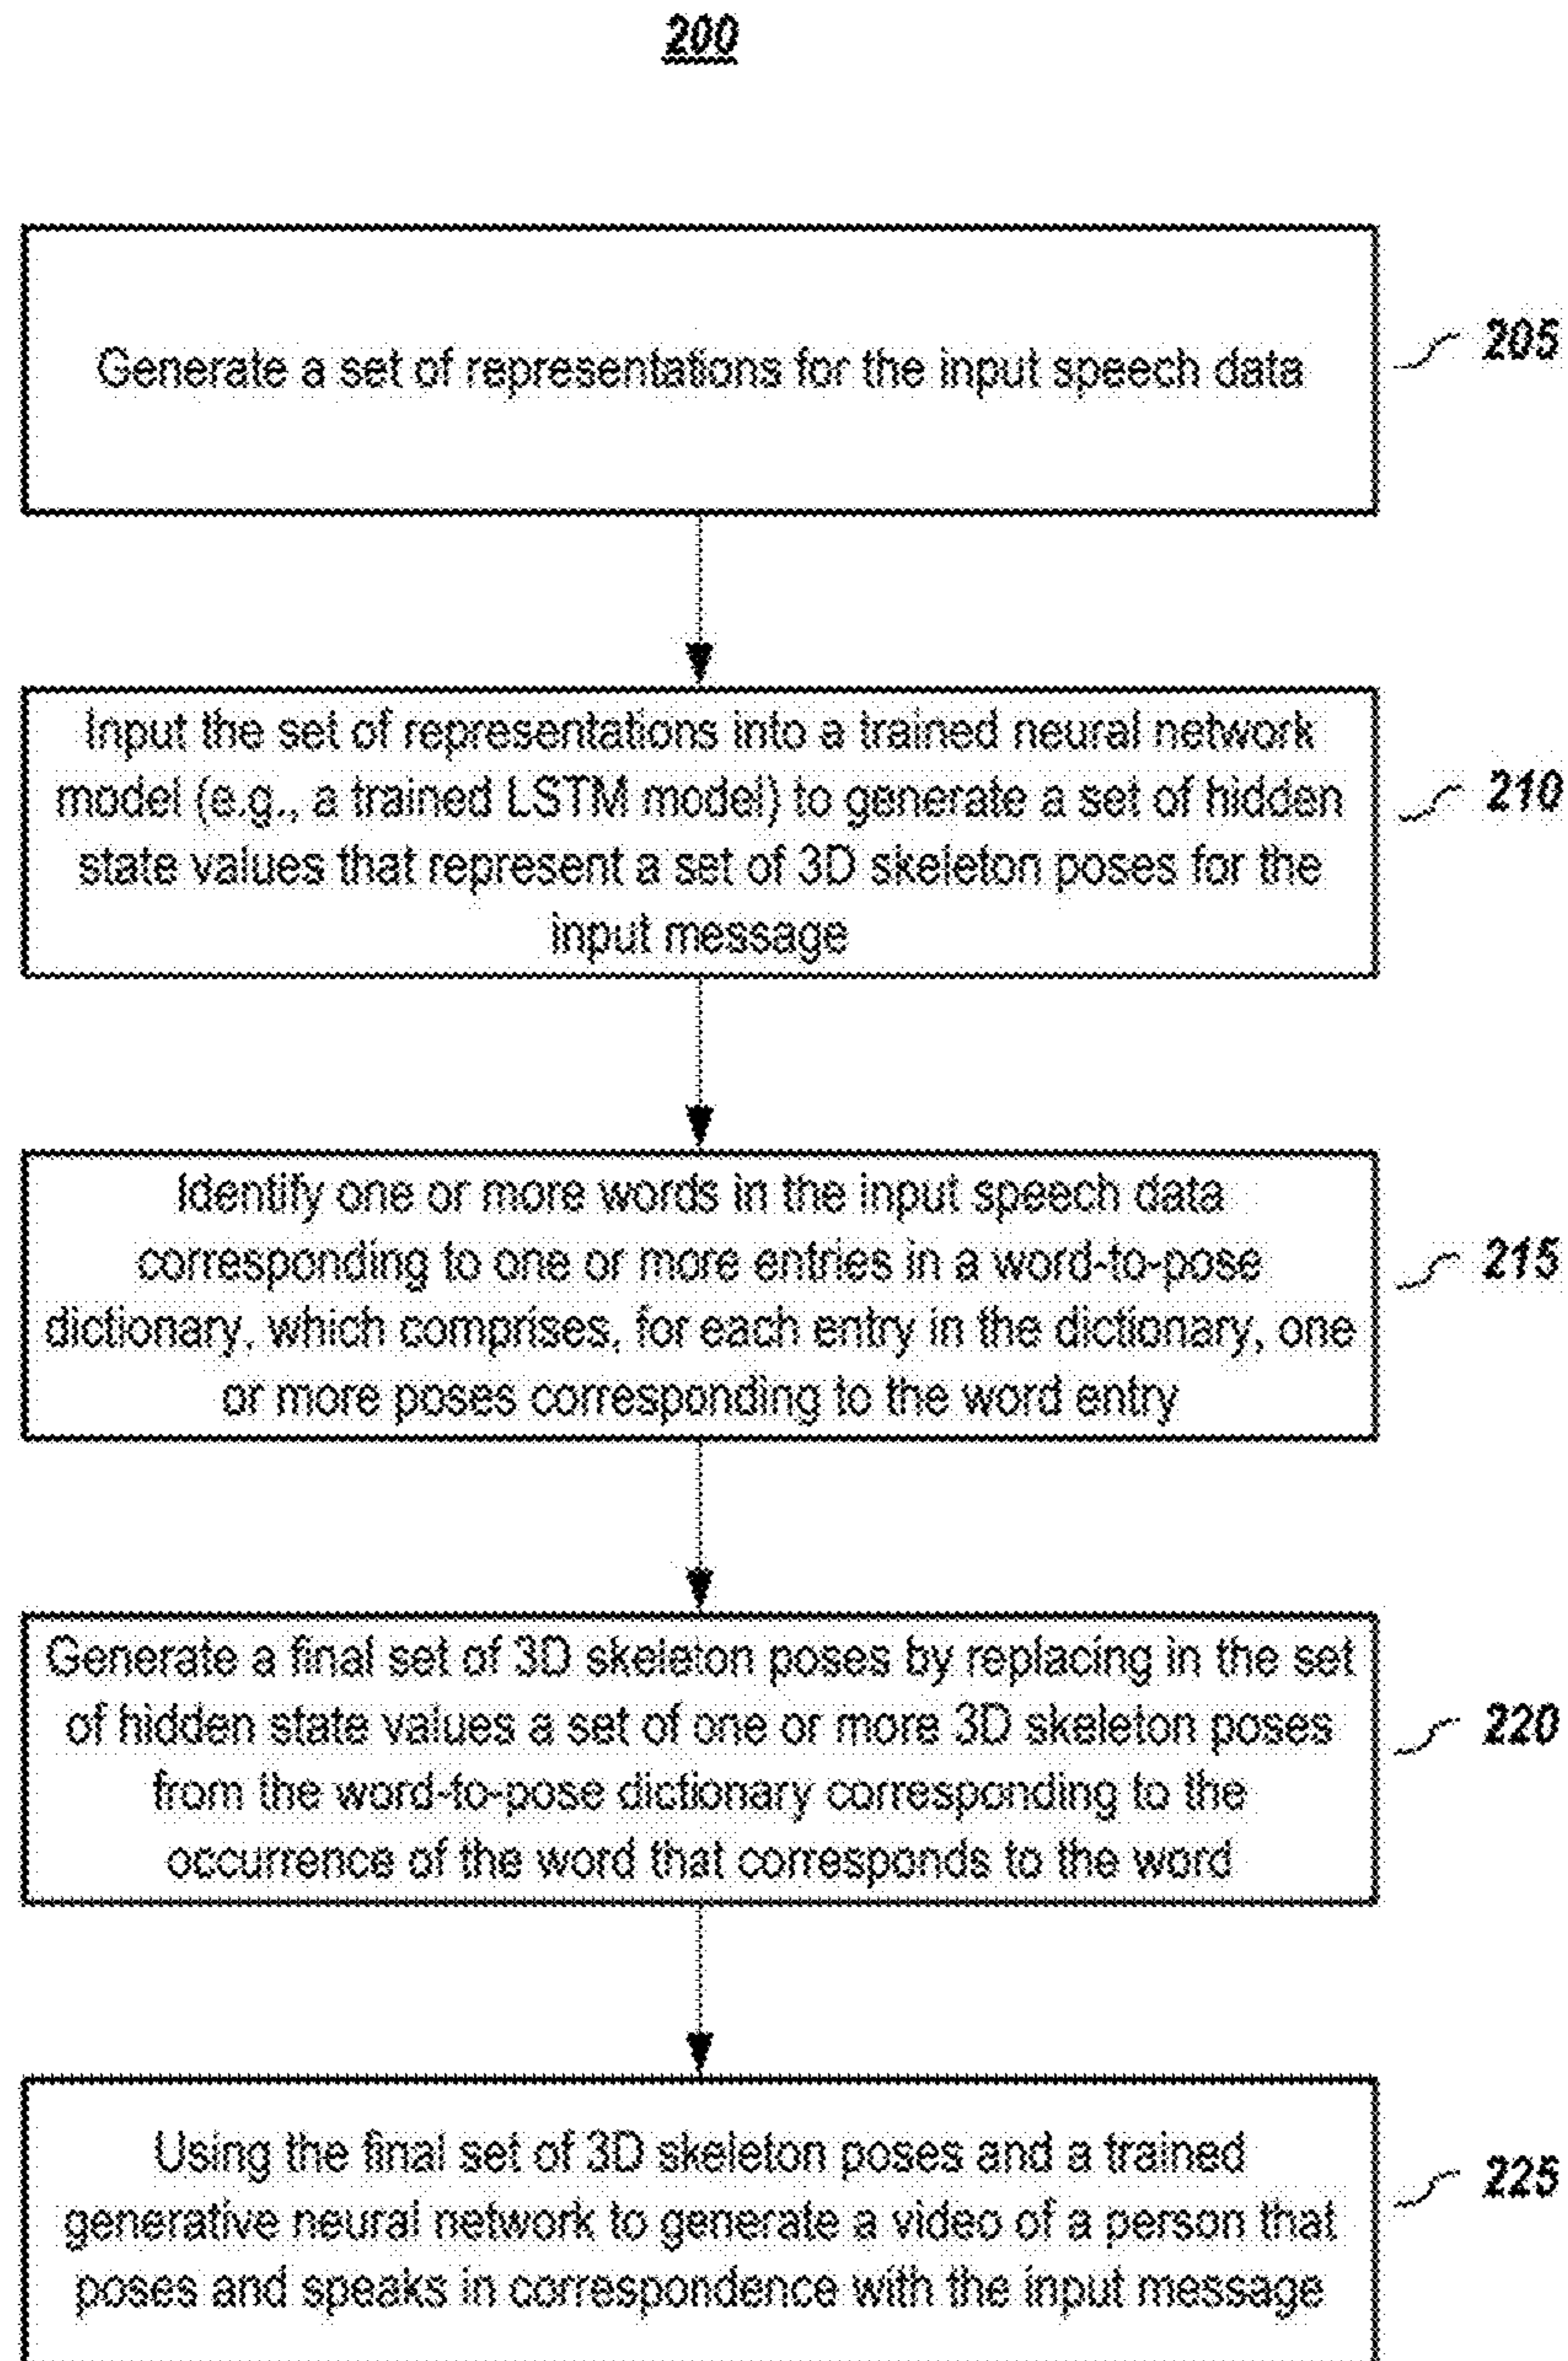 200
Generate a set of representations for the input speech data
205
Input the set of representations into a trained neural network
model (e.g., a trained LSTM model) to generate a set of hidden
state values that represent a set of 3D skeleton poses for the
input message
210
Identify one or more words in the input speech data
corresponding to one or more entries in a word-to-pose
dictionary, which comprises, for each entry in the dictionary, one
or more poses corresponding to the word entry
215
Generate a final set of 3D skeleton poses by replacing in the set
of hidden state values a set of one or more 3D skeleton poses
from the word-to-pose dictionary corresponding to the
occurrence of the word that corresponds to the word
220
Using the final set of 3D skeleton poses and a trained
generative neural network to generate a video of a person that
poses and speaks in correspondence with the input message
225